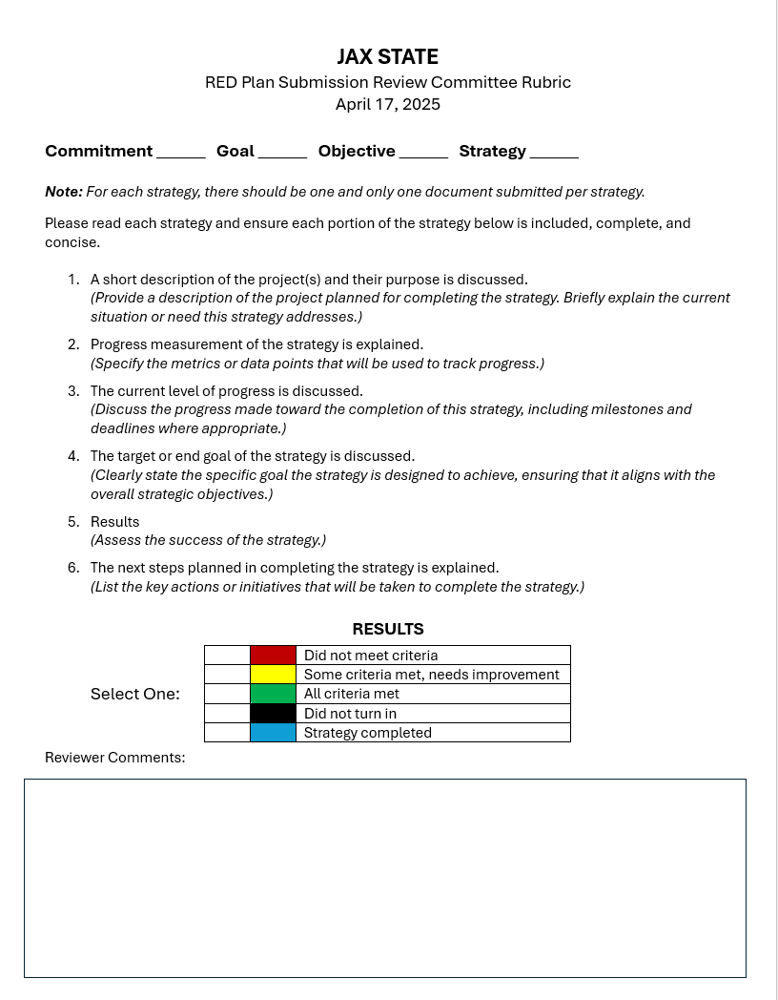 JAX STATE
RED Plan Submission Review Committee Rubric
April 17, 2025
Commitment ______ Goal ______ Objective ______ Strategy ______
Note: For each strategy, there should be one and only one document submitted per strategy.
Please read each strategy and ensure each portion of the strategy below is included, complete, and
concise.
1. A short description of the project(s) and their purpose is discussed.
(Provide a description of the project planned for completing the strategy. Briefly explain the current
situation or need this strategy addresses.)
2. Progress measurement of the strategy is explained.
(Specify the metrics or data points that will be used to track progress.)
3. The current level of progress is discussed.
(Discuss the progress made toward the completion of this strategy, including milestones and
deadlines where appropriate.)
4. The target or end goal of the strategy is discussed.
(Clearly state the specific goal the strategy is designed to achieve, ensuring that it aligns with the
overall strategic objectives.)
5. Results
(Assess the success of the strategy.)
6. The next steps planned in completing the strategy is explained.
(List the key actions or initiatives that will be taken to complete the strategy.)
RESULTS
Did not meet criteria
Some criteria met, needs improvement
Select One:
All criteria met
Did not turn in
Strategy completed
Reviewer Comments: